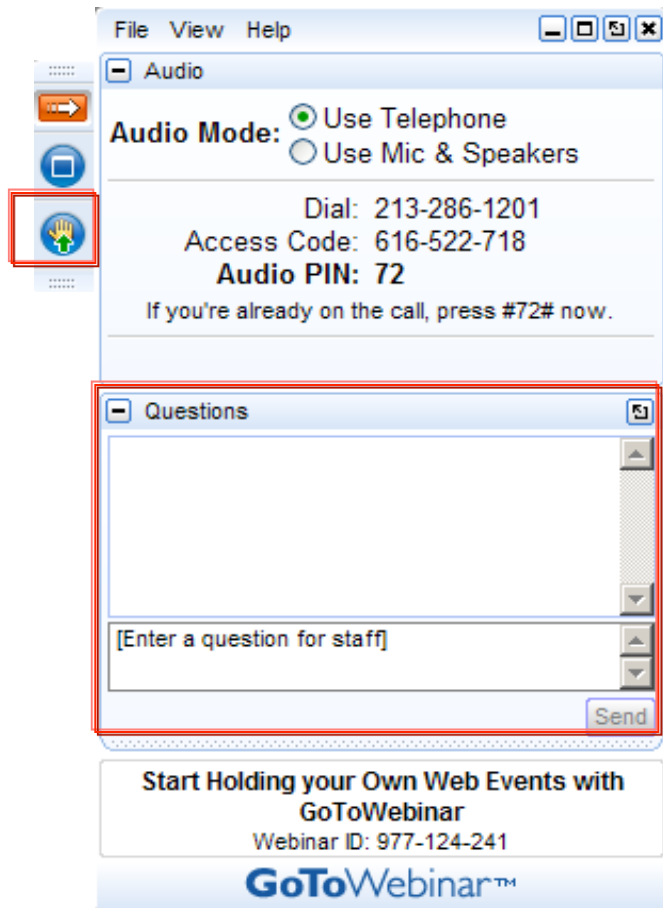 File View Help
Audio
Audio Mode:
Use Telephone
Use Mic & Speakers
Dial: 213-286-1201
Access Code: 616-522-718
Audio PIN: 72
If you're already on the call, press #72# now.
Questions
[Enter a question for staff]
Send
Start Holding your Own Web Events with
GoToWebinar
Webinar ID: 977-124-241
GoToWebinar™